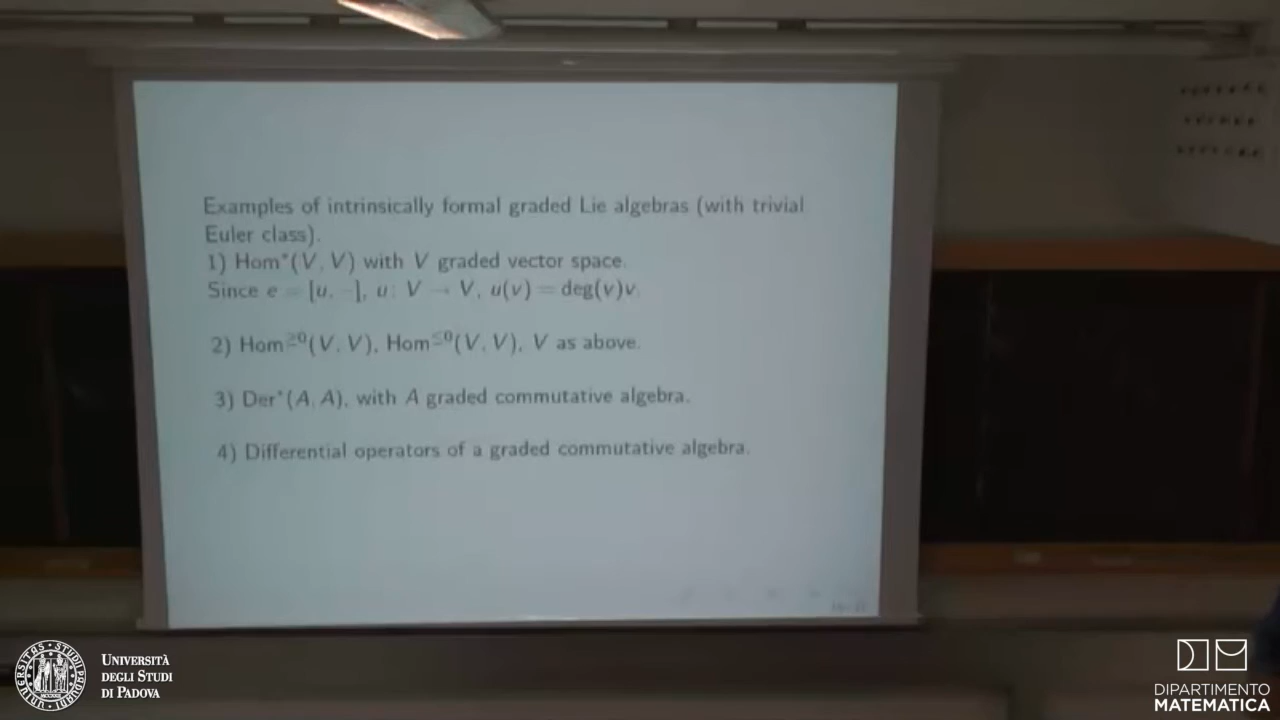 Examples of intrinsically formal graded Lie algebras (with trivial
Euler class).
1) Hom*(V, V) with V graded vector space.
Since e = [u, −], u: V → V, u(v) = deg(v)v.
2) Hom≥0(V, V), Hom≤0(V, V), V as above.
3) Der*(A, A), with A graded commutative algebra.
4) Differential operators of a graded commutative algebra.
UNIVERSITÀ
DEGLI STUDI
DI PADOVA
DIPARTIMENTO
MATEMATICA